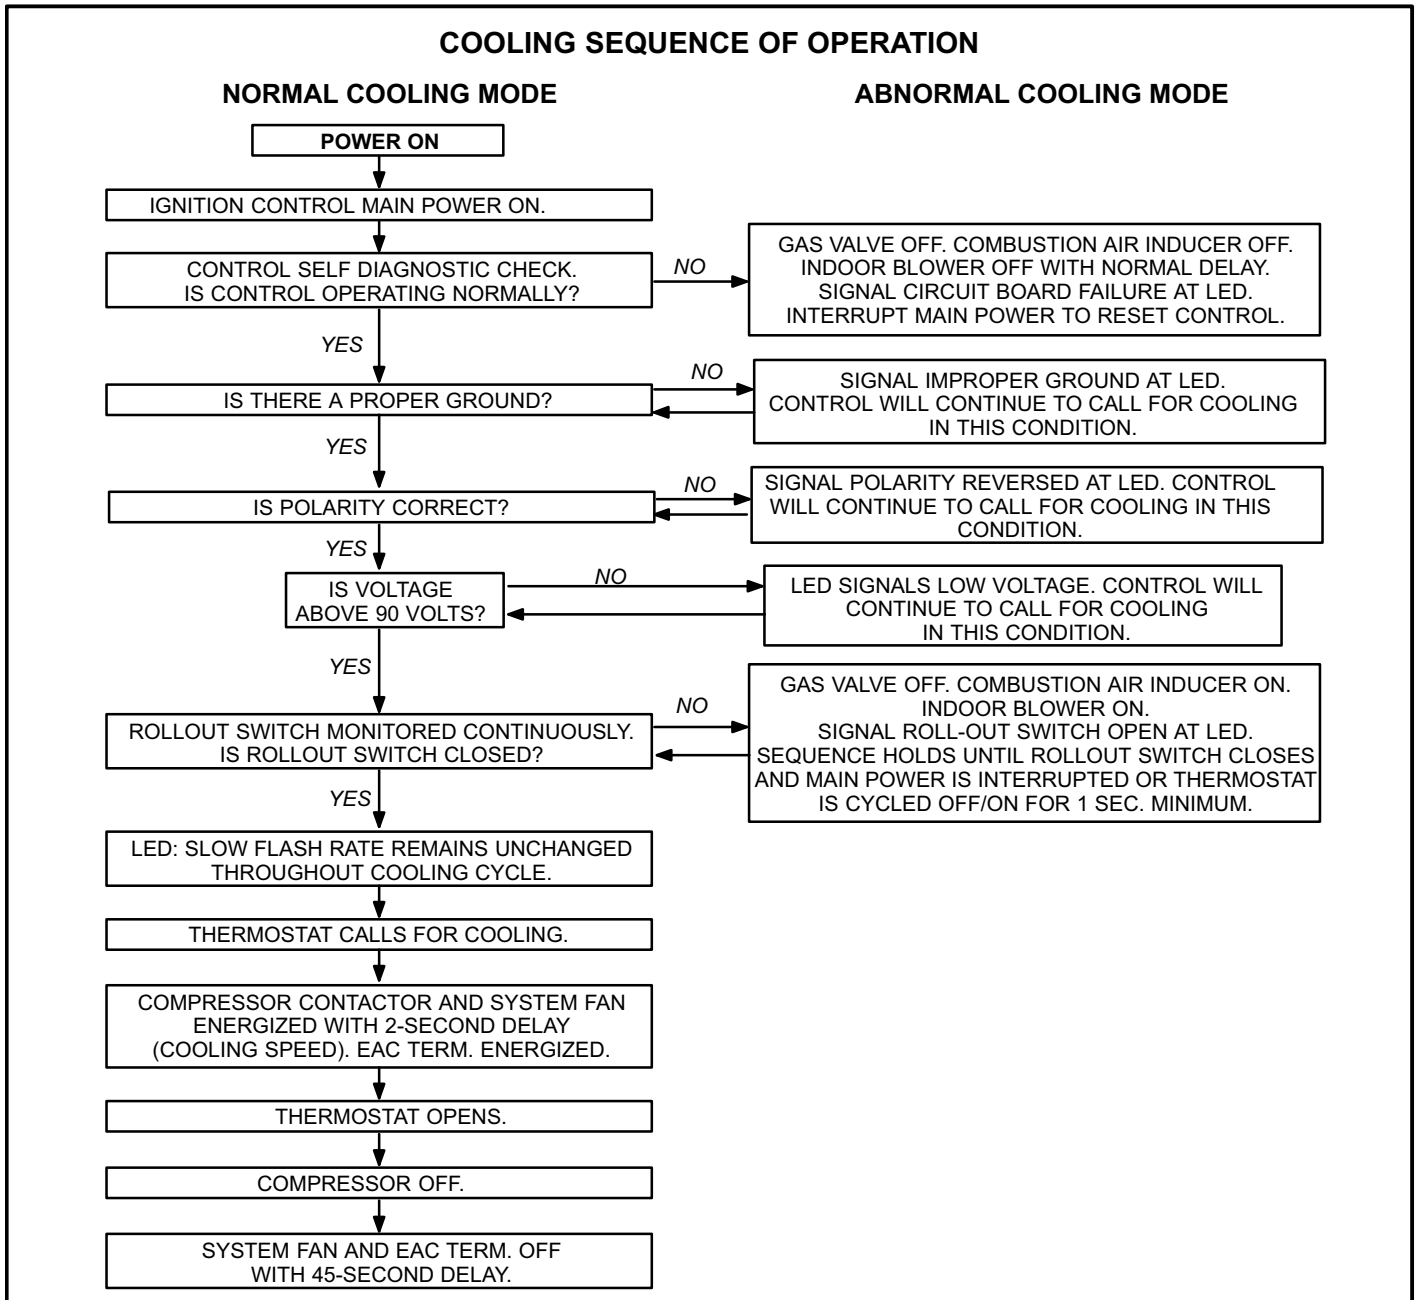 COOLING SEQUENCE OF OPERATION
NORMAL COOLING MODE
ABNORMAL COOLING MODE
POWER ON
IGNITION CONTROL MAIN POWER ON.
CONTROL SELF DIAGNOSTIC CHECK.
IS CONTROL OPERATING NORMALLY?
NO
GAS VALVE OFF. COMBUSTION AIR INDUCER OFF.
INDOOR BLOWER OFF WITH NORMAL DELAY.
SIGNAL CIRCUIT BOARD FAILURE AT LED.
INTERRUPT MAIN POWER TO RESET CONTROL.
YES
IS THERE A PROPER GROUND?
NO
SIGNAL IMPROPER GROUND AT LED.
CONTROL WILL CONTINUE TO CALL FOR COOLING
IN THIS CONDITION.
YES
IS POLARITY CORRECT?
NO
SIGNAL POLARITY REVERSED AT LED. CONTROL
WILL CONTINUE TO CALL FOR COOLING IN THIS
CONDITION.
YES
IS VOLTAGE
ABOVE 90 VOLTS?
NO
LED SIGNALS LOW VOLTAGE. CONTROL WILL
CONTINUE TO CALL FOR COOLING
IN THIS CONDITION.
YES
ROLLOUT SWITCH MONITORED CONTINUOUSLY.
IS ROLLOUT SWITCH CLOSED?
NO
GAS VALVE OFF. COMBUSTION AIR INDUCER ON.
INDOOR BLOWER ON.
SIGNAL ROLL-OUT SWITCH OPEN AT LED.
SEQUENCE HOLDS UNTIL ROLLOUT SWITCH CLOSES
AND MAIN POWER IS INTERRUPTED OR THERMOSTAT
IS CYCLED OFF/ON FOR 1 SEC. MINIMUM.
YES
LED: SLOW FLASH RATE REMAINS UNCHANGED
THROUGHOUT COOLING CYCLE.
THERMOSTAT CALLS FOR COOLING.
COMPRESSOR CONTACTOR AND SYSTEM FAN
ENERGIZED WITH 2-SECOND DELAY
(COOLING SPEED). EAC TERM. ENERGIZED.
THERMOSTAT OPENS.
COMPRESSOR OFF.
SYSTEM FAN AND EAC TERM. OFF
WITH 45-SECOND DELAY.